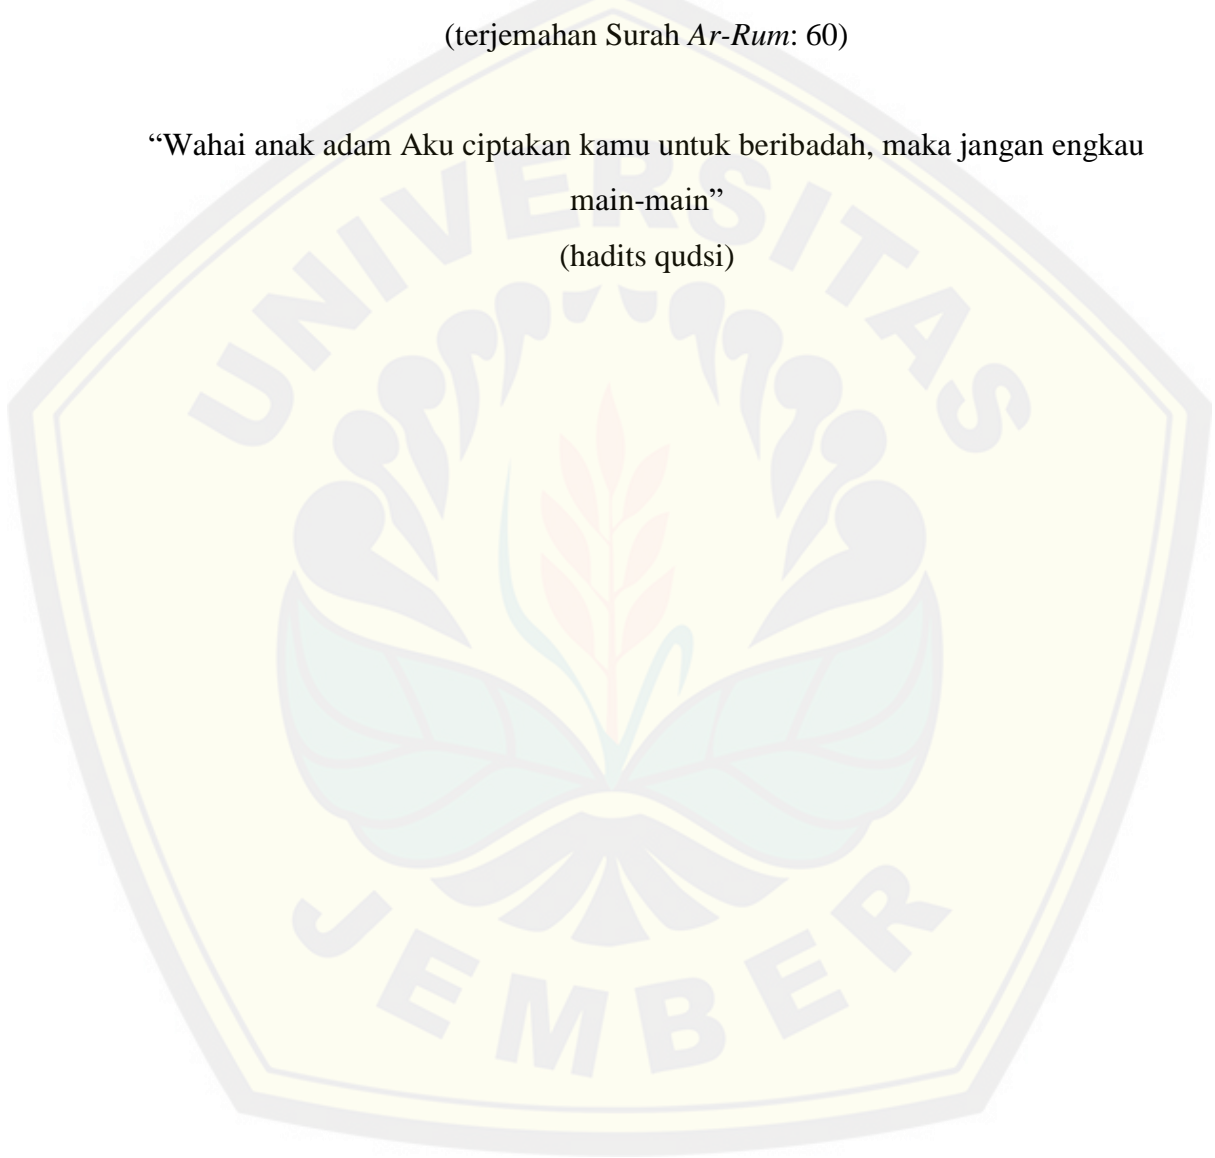 (terjemahan Surah Ar-Rum: 60)
“Wahai anak adam Aku ciptakan kamu untuk beribadah, maka jangan engkau
main-main”
(hadits qudsi)
UNIVERSITAS
JEMBER